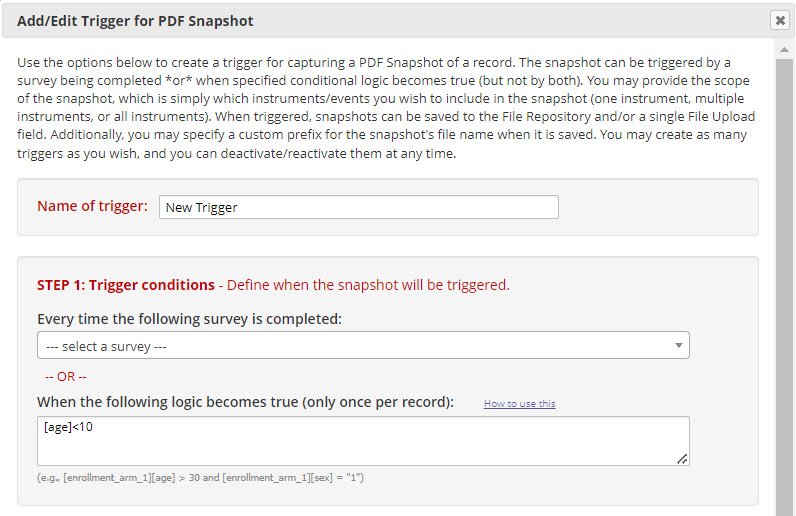 Add/Edit Trigger for PDF Snapshot
Use the options below to create a trigger for capturing a PDF Snapshot of a record. The snapshot can be triggered by a
survey being completed *or* when specified conditional logic becomes true (but not by both). You may provide the scope
of the snapshot, which is simply which instruments/events you wish to include in the snapshot (one instrument, multiple
instruments, or all instruments). When triggered, snapshots can be saved to the File Repository and/or a single File Upload
field. Additionally, you may specify a custom prefix for the snapshot's file name when it is saved. You may create as many
triggers as you wish, and you can deactivate/reactivate them at any time.
Name of trigger: New Trigger
STEP 1: Trigger conditions - Define when the snapshot will be triggered.
Every time the following survey is completed:
--- select a survey ---
-- OR --
When the following logic becomes true (only once per record): How to use this
[age]<10
(e.g., [enrollment_arm_1][age] > 30 and [enrollment_arm_1][sex] = "1")